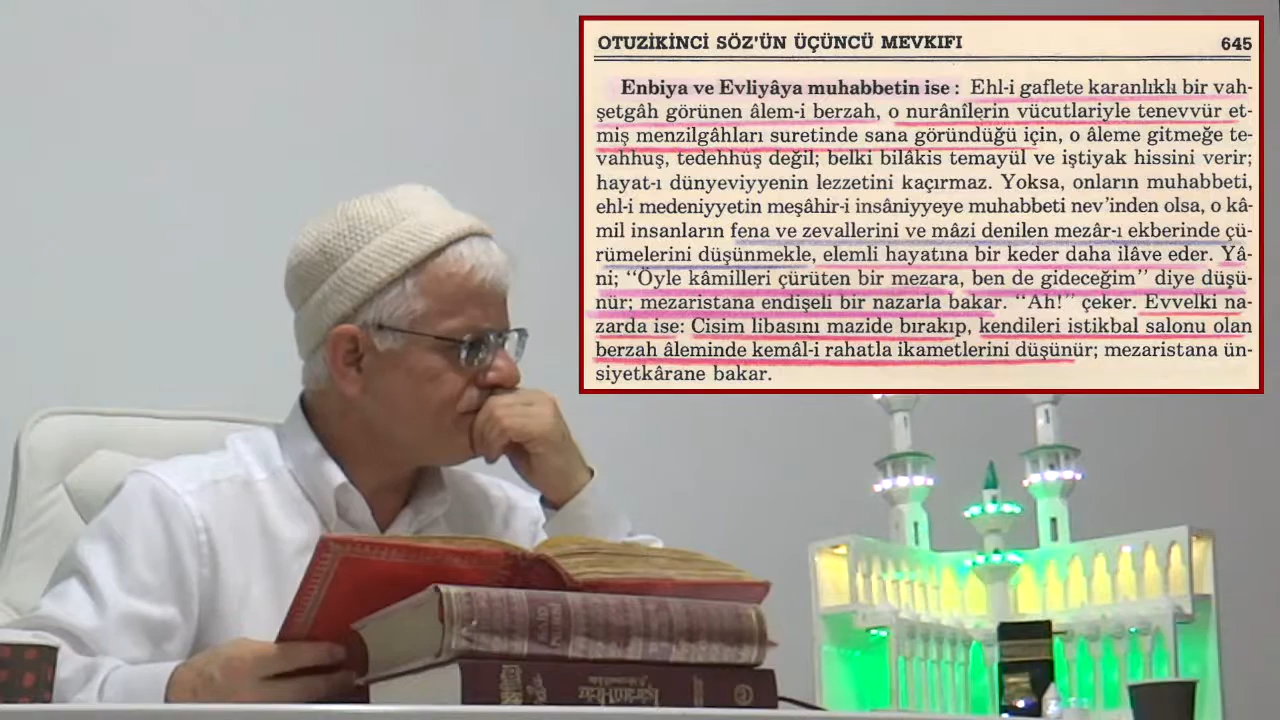 OTUZİKİNCİ SÖZ'ÜN ÜÇÜNCÜ MEVKIFI 645
Enbiya ve Evliyâya muhabbetin ise : Ehl-i gaflete karanlıklı bir vah-
şetgâh görünen âlem-i berzah, o nurânîlerin vücutlariyle tenevvür et-
miş menzilgâhları suretinde sana göründüğü için, o âleme gitmeğe te-
vahhuş, tedehhüş değil; belki bilâkis temayül ve iştiyak hissini verir;
hayat-ı dünyeviyyenin lezzetini kaçırmaz. Yoksa, onların muhabbeti,
ehl-i medeniyyetin meşâhir-i insâniyyeye muhabbeti nev'inden olsa, o kâ-
mil insanların fena ve zevallerini ve mâzi denilen mezâr-ı ekberinde çü-
rümelerini düşünmekle, elemli hayatına bir keder daha ilâve eder. Yâ-
ni; "Öyle kâmilleri çürüten bir mezara, ben de gideceğim" diye düşü-
nür; mezaristana endişeli bir nazarla bakar. "Ah!" çeker. Evvelki na-
zarda ise: Cisim libasını mazide bırakıp, kendileri istikbal salonu olan
berzah âleminde kemâl-i rahatla ikametlerini düşünür; mezaristana ün-
siyetkârane bakar.